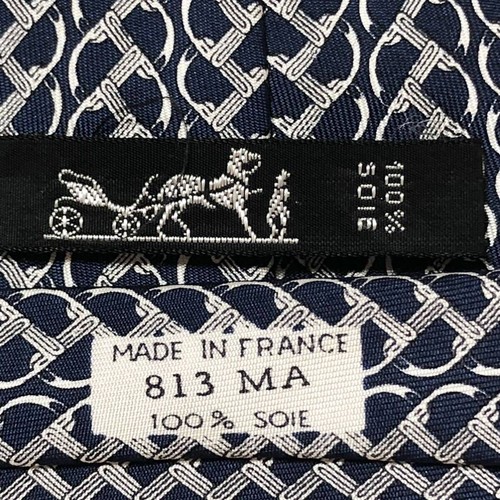 100%
SOIE
MADE IN FRANCE
813 MA
100% SOIE